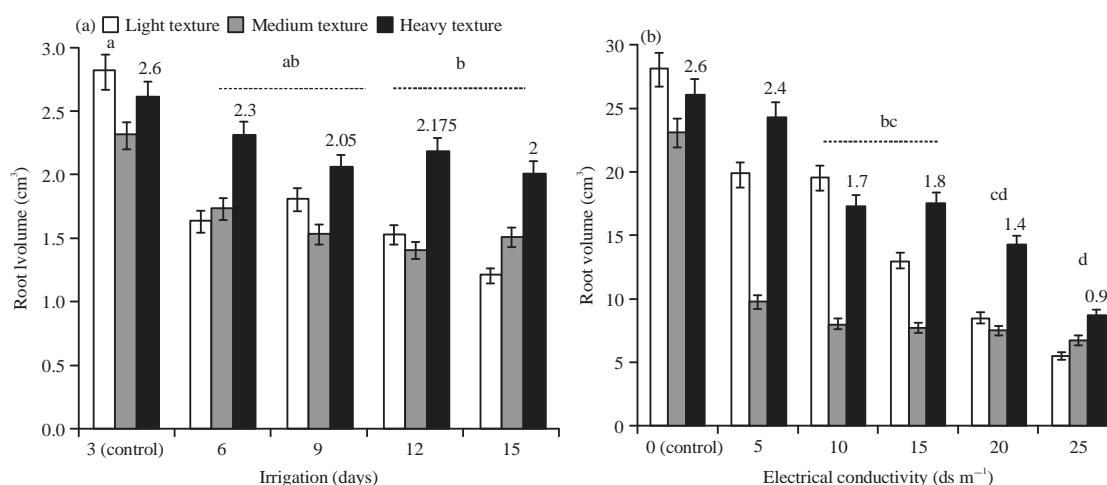 (a) Light texture Medium texture Heavy texture
3.0
2.5
2.0
1.5
1.0
0.5
0.0
Root lvolume (cm³)
a
2.6
ab
2.3
2.05
b
2.175
2
3 (control) 6 9 12 15
Irrigation (days)
(b)
30
25
20
15
10
5
0
Root volume (cm³)
2.6
2.4
bc
1.7
1.8
cd
1.4
d
0.9
0 (control) 5 10 15 20 25
Electrical conductivity (ds m⁻¹)